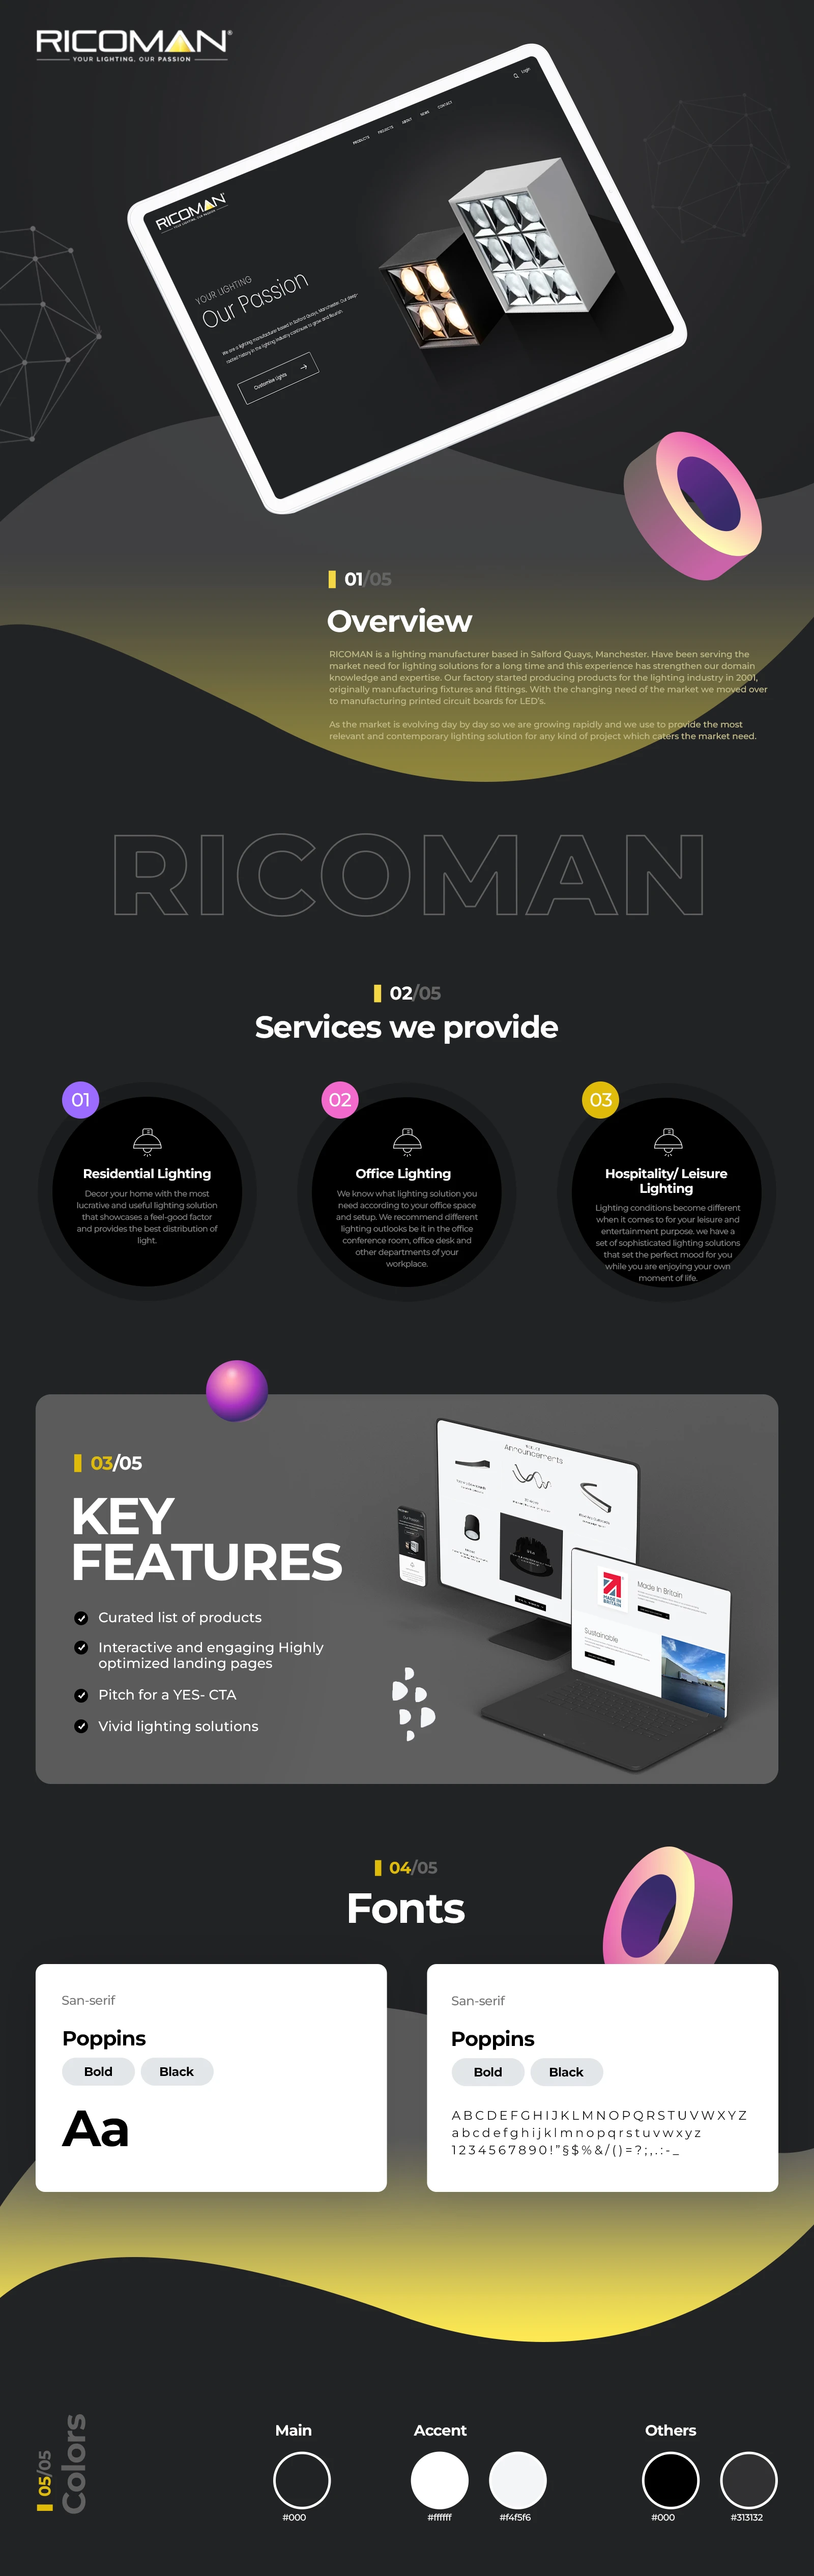 RICOMAN®
YOUR LIGHTING, OUR PASSION
Login
PRODUCTS PROJECTS ABOUT NEWS CONTACT
RICOMAN
YOUR LIGHTING, OUR PASSION
YOUR LIGHTING
Our Passion
We are a lighting manufacturer based in Salford Quays, Manchester. Our deep-
rooted history in the lighting industry continues to grow and flourish.
Customise Lights
01/05
Overview
RICOMAN is a lighting manufacturer based in Salford Quays, Manchester. Have been serving the
market need for lighting solutions for a long time and this experience has strengthen our domain
knowledge and expertise. Our factory started producing products for the lighting industry in 2001,
originally manufacturing fixtures and fittings. With the changing need of the market we moved over
to manufacturing printed circuit boards for LED's.
As the market is evolving day by day so we are growing rapidly and we use to provide the most
relevant and contemporary lighting solution for any kind of project which caters the market need.
RICOMAN
02/05
Services we provide
01
Residential Lighting
Decor your home with the most
lucrative and useful lighting solution
that showcases a feel-good factor
and provides the best distribution of
light.
02
Office Lighting
We know what lighting solution you
need according to your office space
and setup. We recommend different
lighting outlooks be it in the office
conference room, office desk and
other departments of your
workplace.
03
Hospitality/ Leisure
Lighting
Lighting conditions become different
when it comes to for your leisure and
entertainment purpose. we have a
set of sophisticated lighting solutions
that set the perfect mood for you
while you are enjoying your own
moment of life.
03/05
KEY
FEATURES
Curated list of products
Interactive and engaging Highly
optimized landing pages
Pitch for a YES- CTA
Vivid lighting solutions
Announcements
Made in Britain
MADE IN
BRITAIN
Sustainable
04/05
Fonts
San-serif
Poppins
Bold Black
Aa
San-serif
Poppins
Bold Black
ABCDEFGHIJKLMNOPQRSTUVWXYZ
abcdefghijklmnopqrstuvwxyz
1234567890!"§$%&/()=?;,.:-_
05/05
Colors
Main
#000
Accent
#ffffff
#f4f5f6
Others
#000
#313132